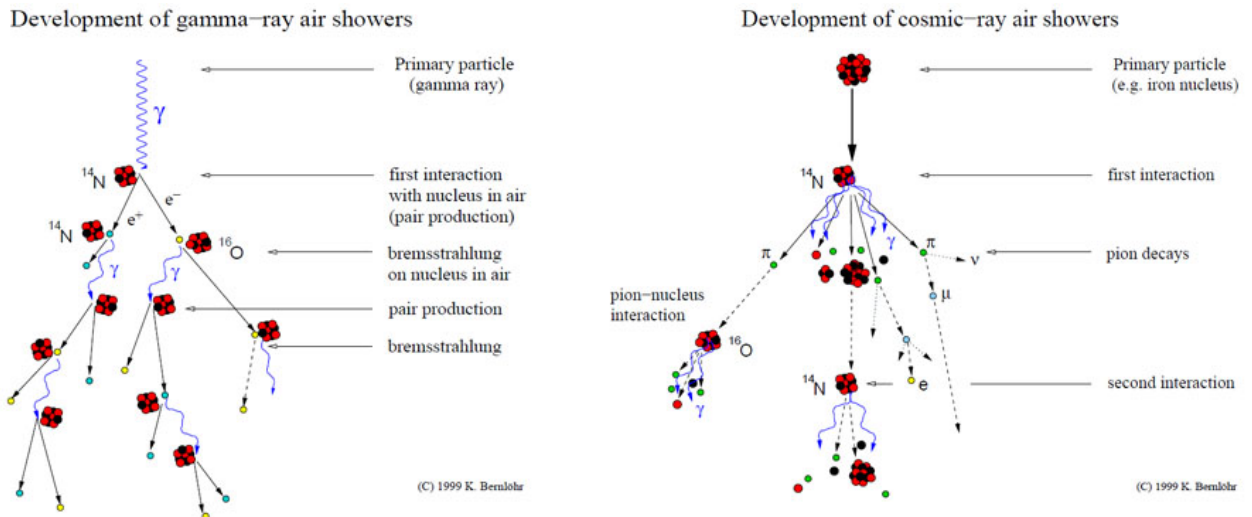 Development of gamma−ray air showers
Primary particle
(gamma ray)
γ
14N
first interaction
with nucleus in air
(pair production)
e−
e+
14N
16O
bremsstrahlung
on nucleus in air
γ
γ
pair production
bremsstrahlung
(C) 1999 K. Bernlöhr
Development of cosmic−ray air showers
Primary particle
(e.g. iron nucleus)
14N
first interaction
γ
π
π
ν
pion decays
pion−nucleus
interaction
μ
16O
14N
e
second interaction
γ
(C) 1999 K. Bernlöhr